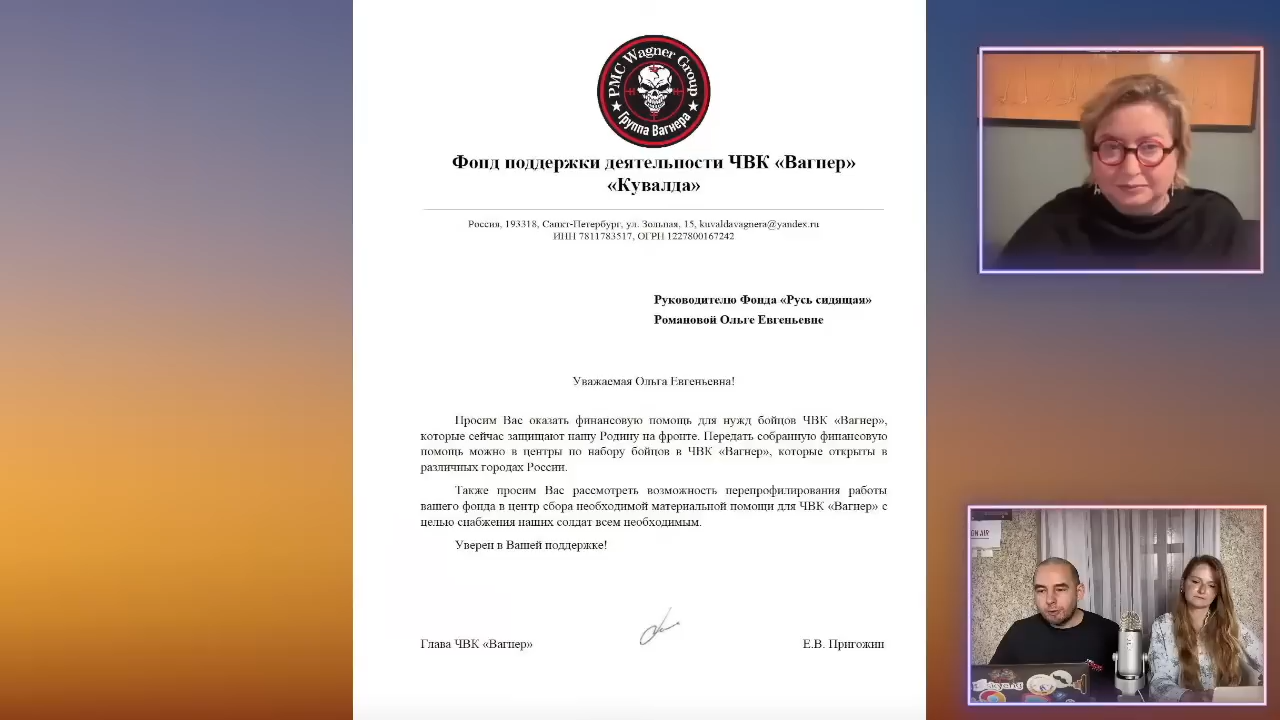 PMC Wagner Group
Группа Вагнера
Фонд поддержки деятельности ЧВК «Вагнер»
«Кувалда»
Россия, 193318, Санкт-Петербург, ул. Зольная, 15, kuvaldavagnera@yandex.ru
ИНН 7811783517, ОГРН 1227800167242
Руководителю Фонда «Русь сидящая»
Романовой Ольге Евгеньевне
Уважаемая Ольга Евгеньевна!
Просим Вас оказать финансовую помощь для нужд бойцов ЧВК «Вагнер»,
которые сейчас защищают нашу Родину на фронте. Передать собранную финансовую
помощь можно в центры по набору бойцов в ЧВК «Вагнер», которые открыты в
различных городах России.
Также просим Вас рассмотреть возможность перепрофилирования работы
вашего фонда в центр сбора необходимой материальной помощи для ЧВК «Вагнер» с
целью снабжения наших солдат всем необходимым.
Уверен в Вашей поддержке!
Глава ЧВК «Вагнер»
Е.В. Пригожин
ON AIR